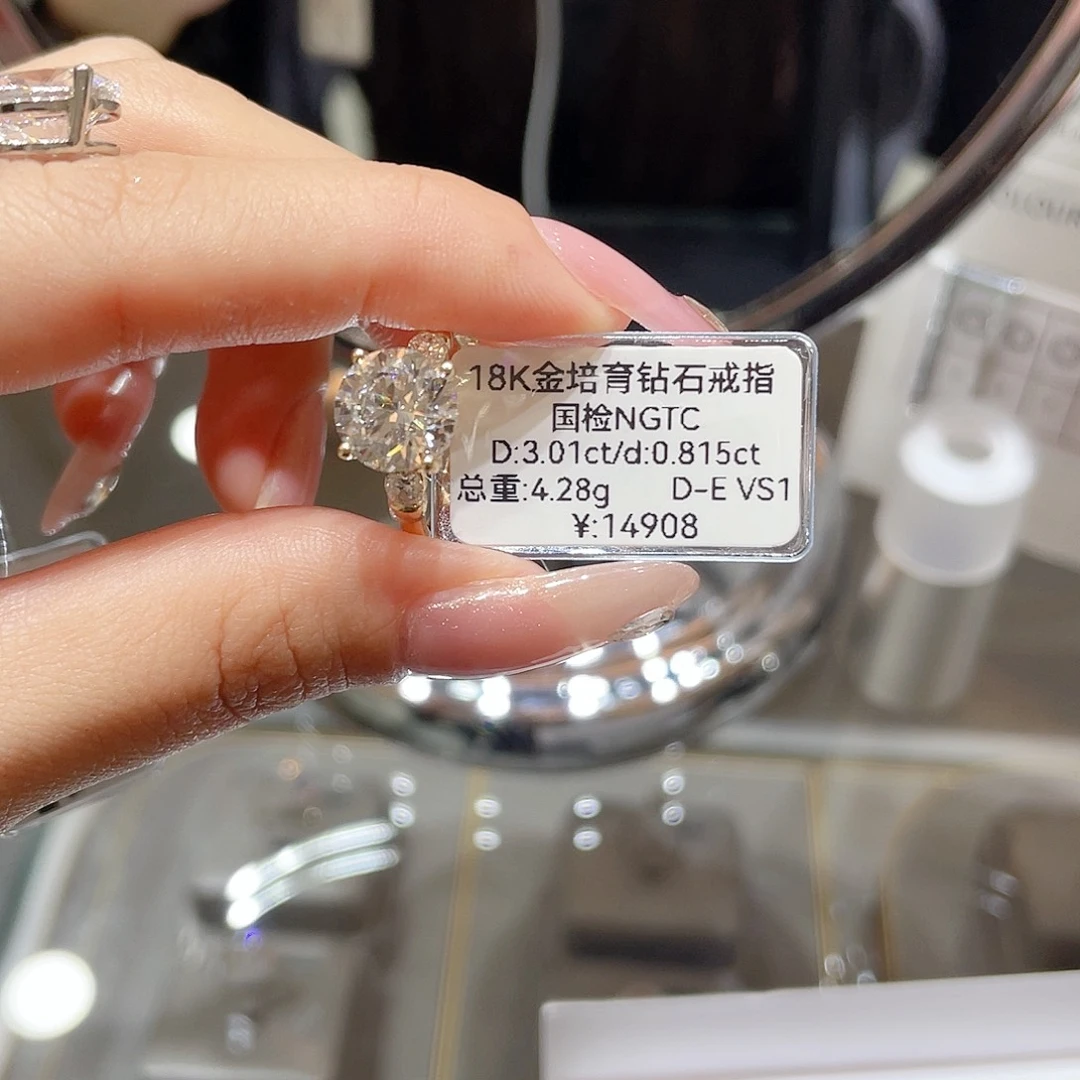 18K金培育钻石戒指
国检NGTC
D:3.01ct/d:0.815ct
总重:4.28g D-E VS1
¥:14908